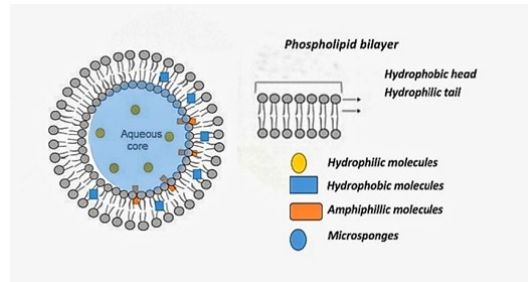 Phospholipid bilayer
Hydrophobic head
Hydrophilic tail
Aqueous
core
Hydrophilic molecules
Hydrophobic molecules
Amphiphillic molecules
Microsponges